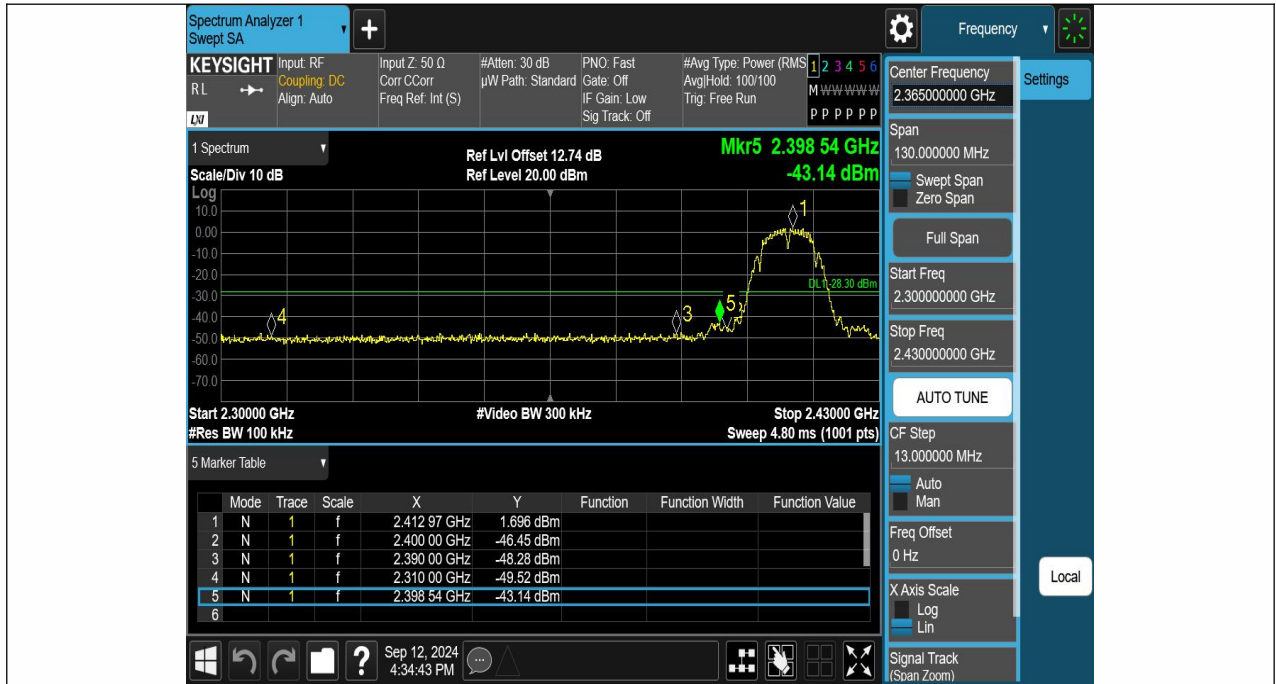 Spectrum Analyzer 1
Swept SA
Frequency
KEYSIGHT
RL
LXI
Input: RF
Coupling: DC
Align: Auto
Input Z: 50 Ω
Corr CCorr
Freq Ref: Int (S)
#Atten: 30 dB
µW Path: Standard
PNO: Fast
Gate: Off
IF Gain: Low
Sig Track: Off
#Avg Type: Power (RMS
Avg|Hold: 100/100
Trig: Free Run
1 2 3 4 5 6
M W W W W W
P P P P P P
1 Spectrum
Scale/Div 10 dB
Ref Lvl Offset 12.74 dB
Ref Level 20.00 dBm
Mkr5 2.398 54 GHz
-43.14 dBm
Log
10.0
0.00
-10.0
-20.0
-30.0
-40.0
-50.0
-60.0
-70.0
1
DL1 -28.30 dBm
4
3
5
Start 2.30000 GHz
#Video BW 300 kHz
Stop 2.43000 GHz
#Res BW 100 kHz
Sweep 4.80 ms (1001 pts)
5 Marker Table
Mode Trace Scale X Y Function Function Width Function Value
1 N 1 f 2.412 97 GHz 1.696 dBm
2 N 1 f 2.400 00 GHz -46.45 dBm
3 N 1 f 2.390 00 GHz -48.28 dBm
4 N 1 f 2.310 00 GHz -49.52 dBm
5 N 1 f 2.398 54 GHz -43.14 dBm
6
Sep 12, 2024
4:34:43 PM
Center Frequency
2.365000000 GHz
Settings
Span
130.000000 MHz
Swept Span
Zero Span
Full Span
Start Freq
2.300000000 GHz
Stop Freq
2.430000000 GHz
AUTO TUNE
CF Step
13.000000 MHz
Auto
Man
Freq Offset
0 Hz
X Axis Scale
Log
Lin
Local
Signal Track
(Span Zoom)